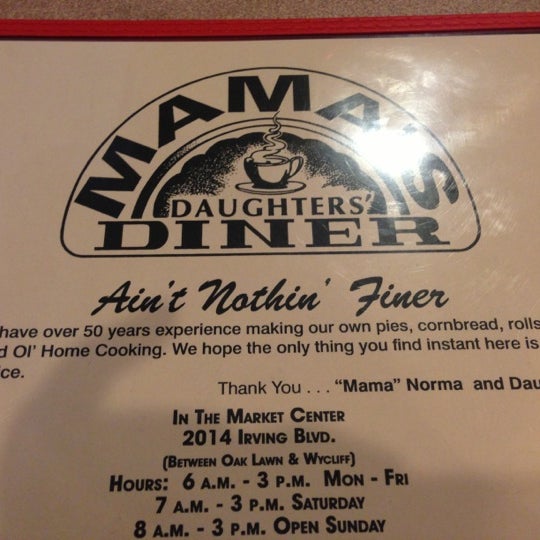 MAMA'S
DAUGHTERS'
DINER
Ain't Nothin' Finer
have over 50 years experience making our own pies, cornbread, rolls
Ol' Home Cooking. We hope the only thing you find instant here is
Thank You . . . "Mama" Norma and Dau
IN THE MARKET CENTER
2014 IRVING BLVD.
(BETWEEN OAK LAWN & WYCLIFF)
HOURS: 6 A.M. - 3 P.M. MON - FRI
7 A.M. - 3 P.M. SATURDAY
8 A.M. - 3 P.M. OPEN SUNDAY